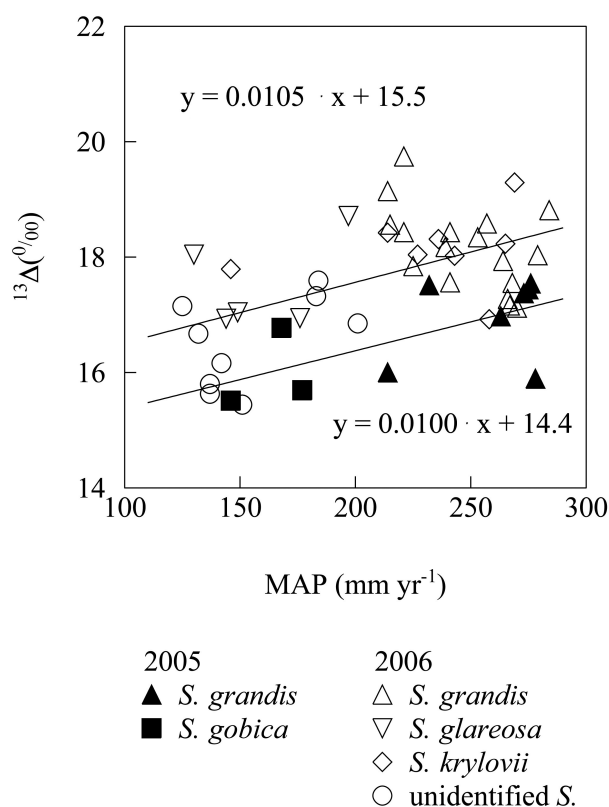 22
y = 0.0105 · x + 15.5
20
¹³Δ(⁰/₀₀)
18
16
y = 0.0100 · x + 14.4
14
100 150 200 250 300
MAP (mm yr⁻¹)
2005 2006
▲ S. grandis △ S. grandis
■ S. gobica ▽ S. glareosa
◇ S. krylovii
○ unidentified S.